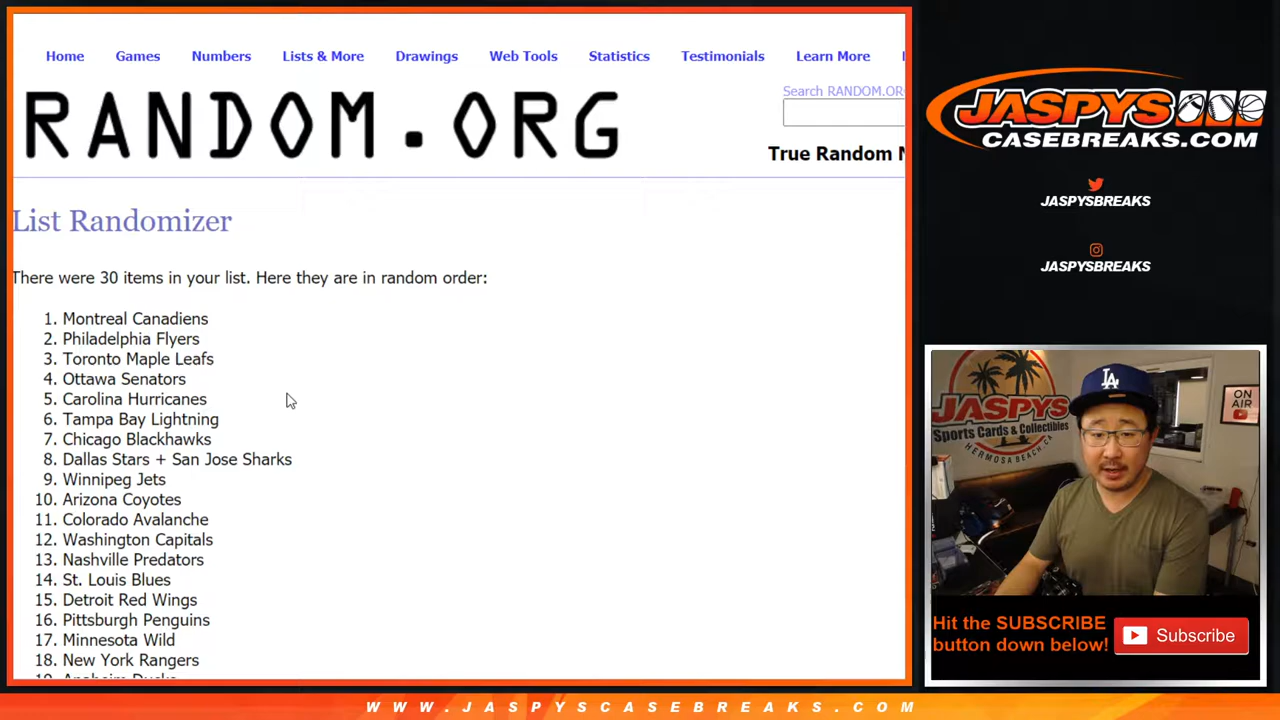 Home Games Numbers Lists & More Drawings Web Tools Statistics Testimonials Learn More
Search RANDOM.OR
RANDOM.ORG
True Random
List Randomizer
There were 30 items in your list. Here they are in random order:
1. Montreal Canadiens
2. Philadelphia Flyers
3. Toronto Maple Leafs
4. Ottawa Senators
5. Carolina Hurricanes
6. Tampa Bay Lightning
7. Chicago Blackhawks
8. Dallas Stars + San Jose Sharks
9. Winnipeg Jets
10. Arizona Coyotes
11. Colorado Avalanche
12. Washington Capitals
13. Nashville Predators
14. St. Louis Blues
15. Detroit Red Wings
16. Pittsburgh Penguins
17. Minnesota Wild
18. New York Rangers
19. Anaheim Ducks
JASPYS
CASEBREAKS.COM
JASPYSBREAKS
JASPYSBREAKS
JASPYS
Sports Cards & Collectibles
HERMOSA BEACH, CA
LA
ON
AIR
Hit the SUBSCRIBE
button down below!
Subscribe
WWW.JASPYSCASEBREAKS.COM